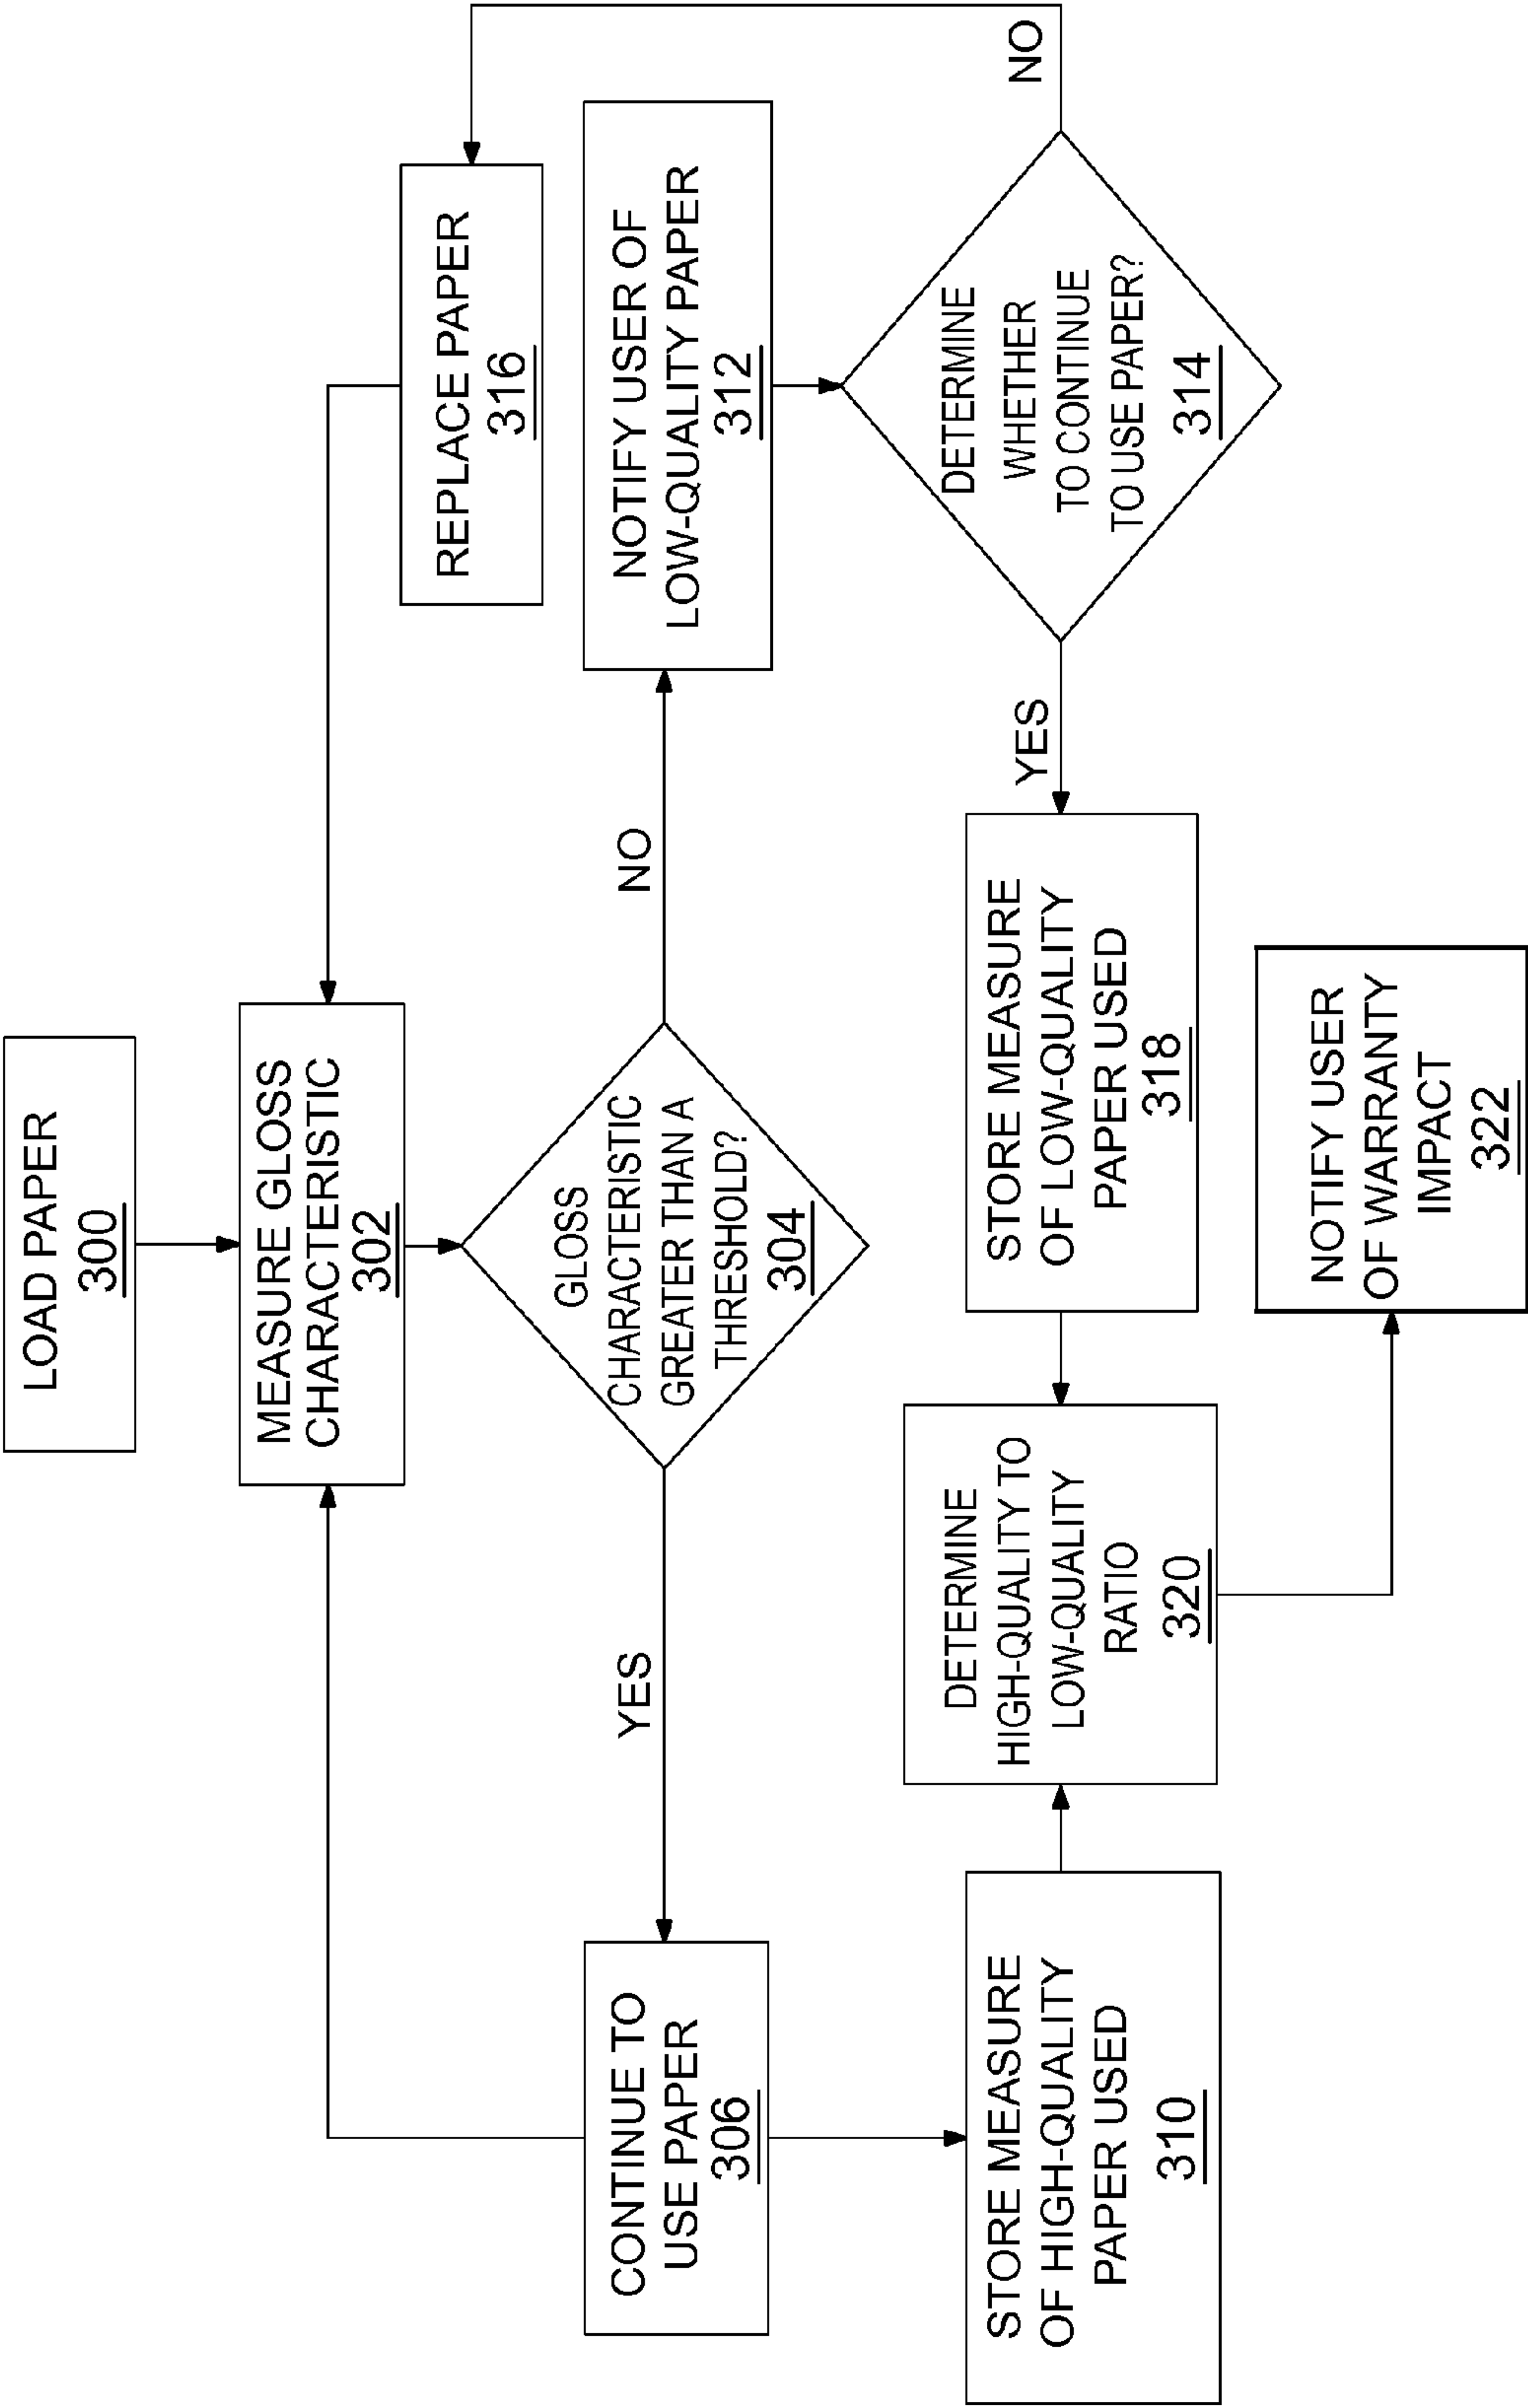 LOAD PAPER
300
MEASURE GLOSS
CHARACTERISTIC
302
GLOSS
CHARACTERISTIC
GREATER THAN A
THRESHOLD?
304
YES
NO
CONTINUE TO
USE PAPER
306
NOTIFY USER OF
LOW-QUALITY PAPER
312
REPLACE PAPER
316
DETERMINE
WHETHER
TO CONTINUE
TO USE PAPER?
314
NO
YES
STORE MEASURE
OF HIGH-QUALITY
PAPER USED
310
DETERMINE
HIGH-QUALITY TO
LOW-QUALITY
RATIO
320
STORE MEASURE
OF LOW-QUALITY
PAPER USED
318
NOTIFY USER
OF WARRANTY
IMPACT
322